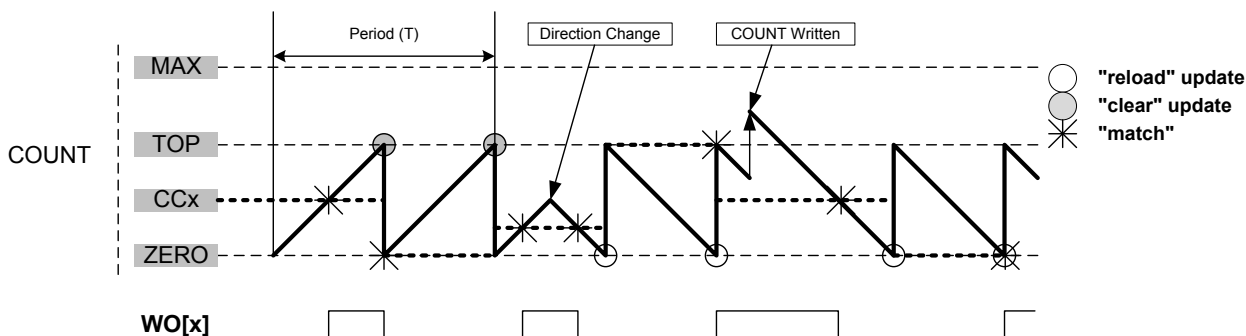 Period (T)
Direction Change
COUNT Written
MAX
"reload" update
"clear" update
TOP
"match"
COUNT
CCx
ZERO
WO[x]